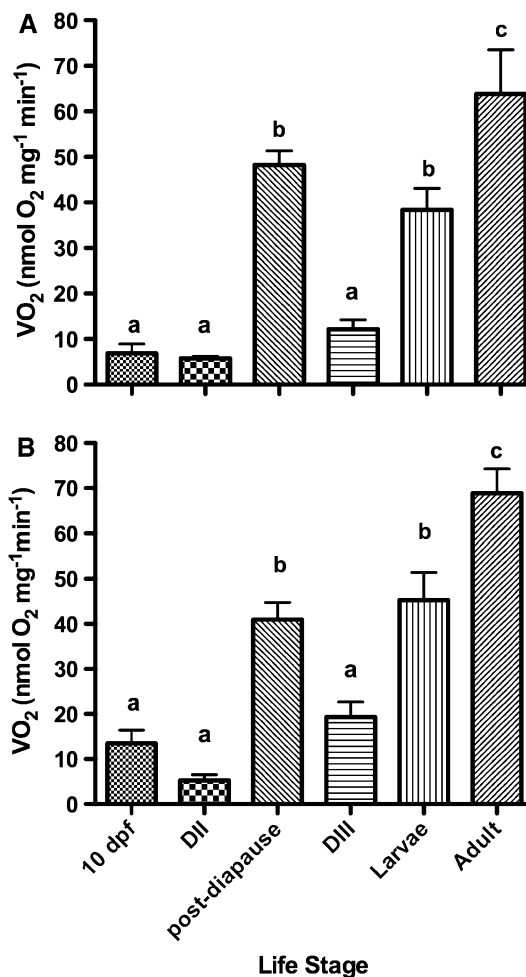 A
VO2 (nmol O2 mg-1 min-1)
80
70
60
50
40
30
20
10
0
a
a
b
a
b
c
B
VO2 (nmol O2 mg-1min-1)
80
70
60
50
40
30
20
10
0
a
a
b
a
b
c
10 dpf
DII
post-diapause
DIII
Larvae
Adult
Life Stage